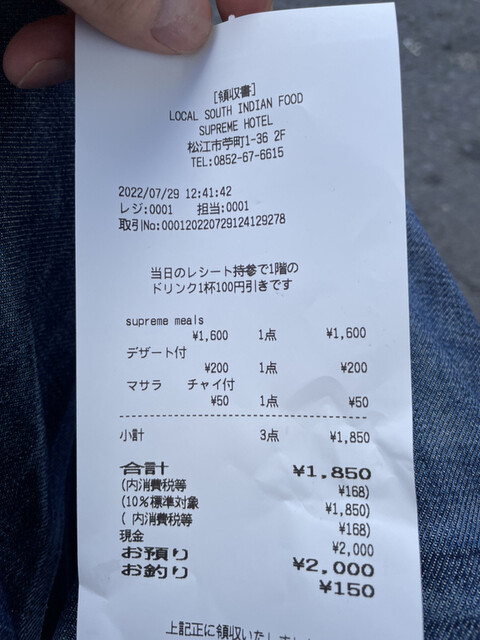 [領収書]
LOCAL SOUTH INDIAN FOOD
SUPREME HOTEL
松江市苧町1-36 2F
TEL:0852-67-6615
2022/07/29 12:41:42
レジ:0001 担当:0001
取引No:000120220729124129278
当日のレシート持参で1階の
ドリンク1杯100円引きです
supreme meals
¥1,600 1点 ¥1,600
デザート付
¥200 1点 ¥200
マサラ チャイ付
¥50 1点 ¥50
小計 3点 ¥1,850
合計 ¥1,850
(内消費税等 ¥168)
(10%標準対象 ¥1,850)
( 内消費税等 ¥168)
現金 ¥2,000
お預り ¥2,000
お釣り ¥150
上記正に領収いたしま